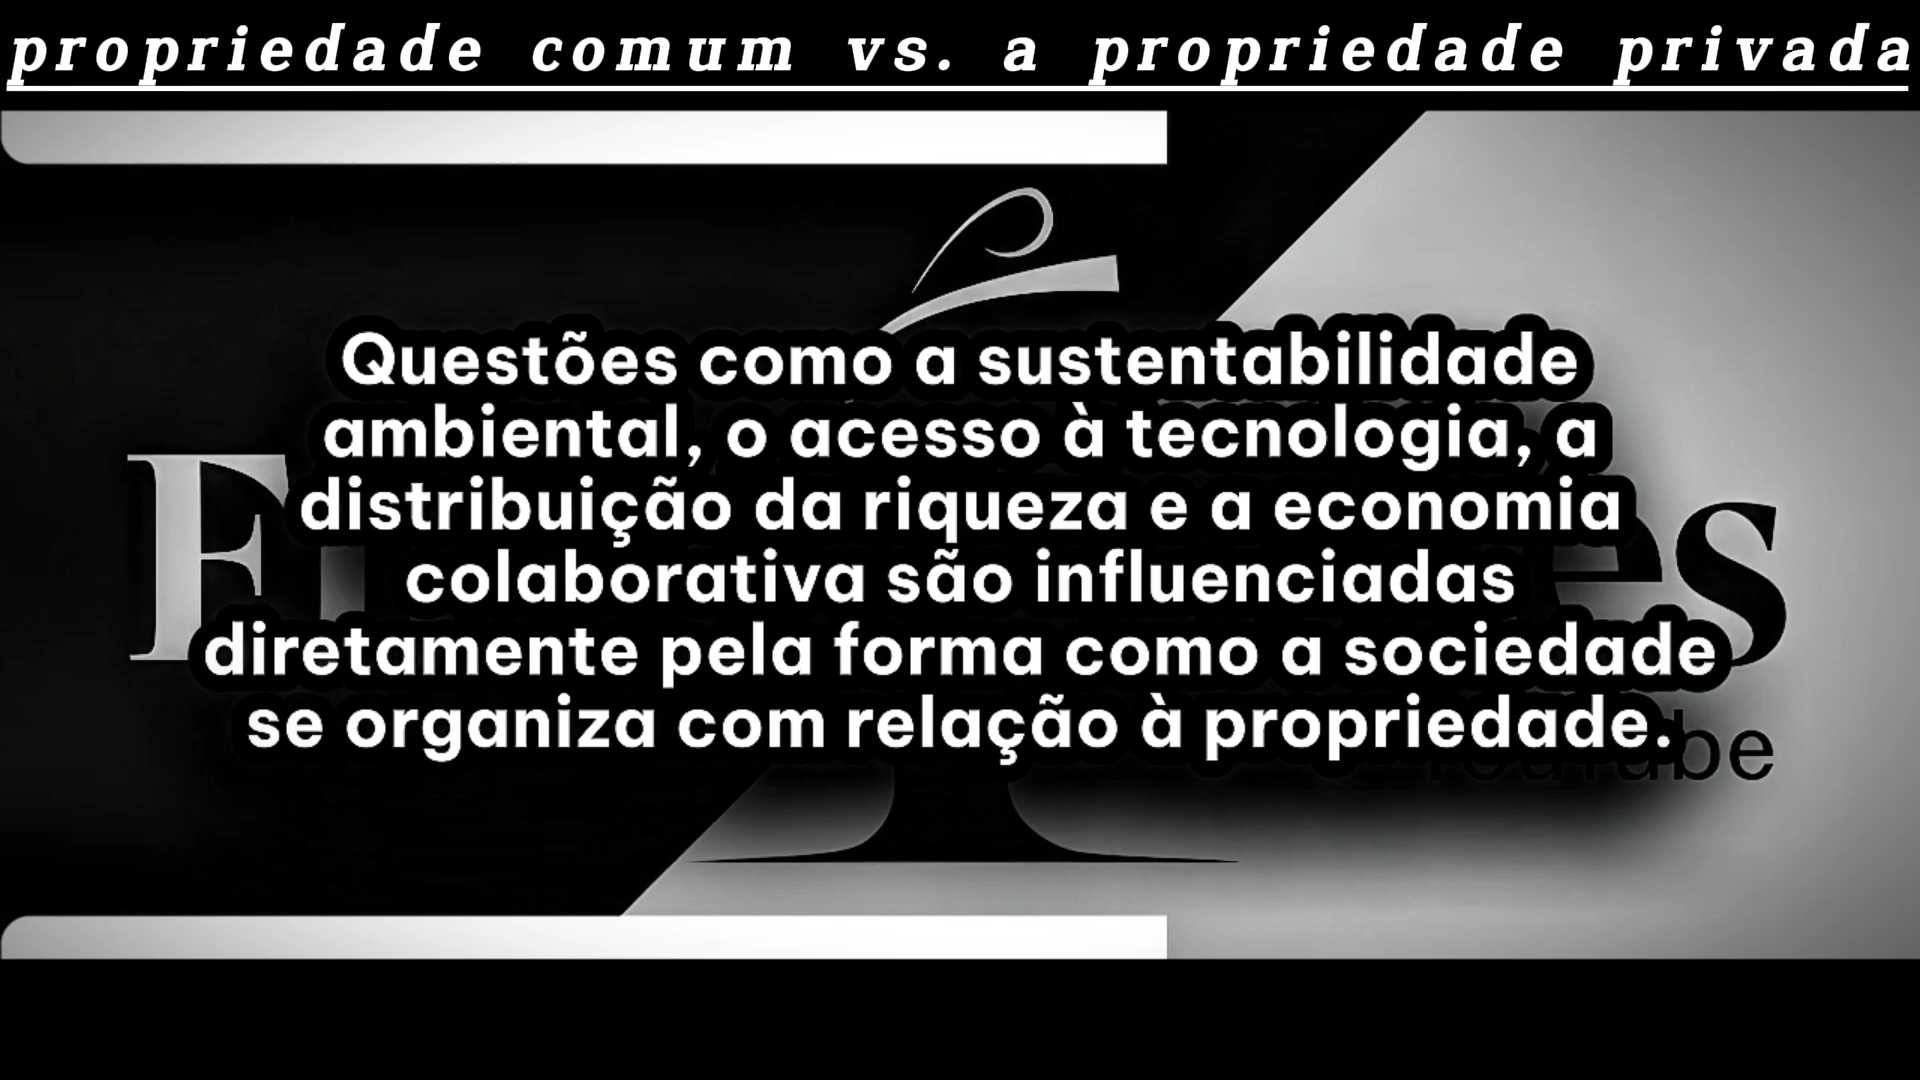 propriedade comum vs. a propriedade privada
Questões como a sustentabilidade
ambiental, o acesso à tecnologia, a
distribuição da riqueza e a economia
colaborativa são influenciadas
diretamente pela forma como a sociedade
se organiza com relação à propriedade.